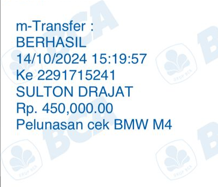 m-Transfer :
BERHASIL
14/10/2024 15:19:57
Ke 2291715241
SULTON DRAJAT
Rp. 450,000.00
Pelunasan cek BMW M4